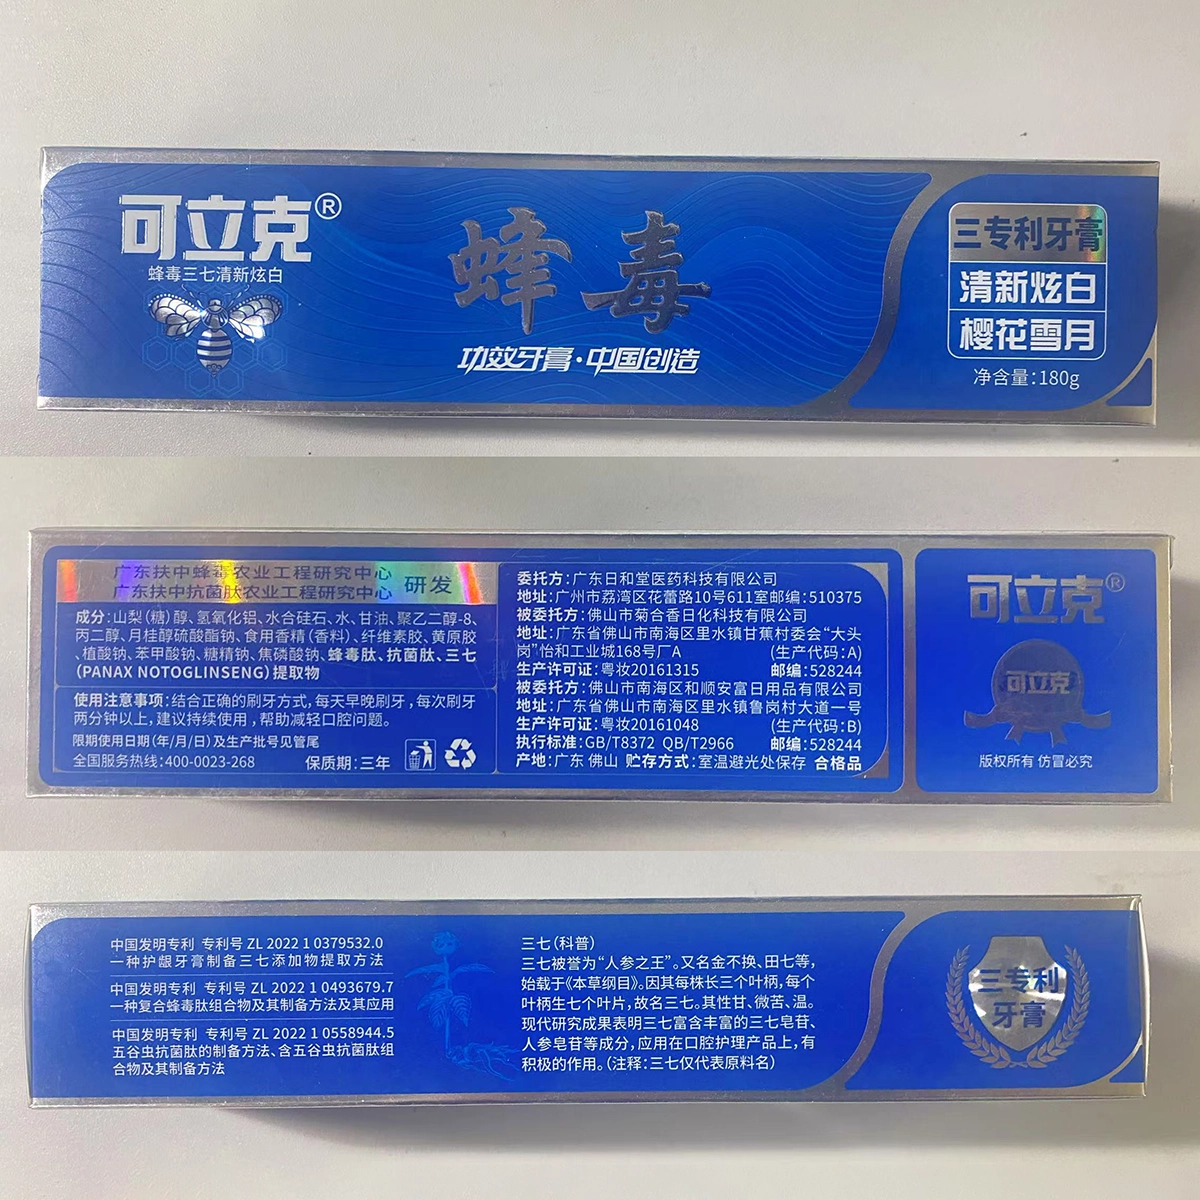 可立克®
蜂毒三七清新炫白
蜂毒
功效牙膏·中国创造
三专利牙膏
清新炫白
樱花雪月
净含量:180g
广东扶中蜂毒农业工程研究中心
广东扶中抗菌肽农业工程研究中心
研发
成分:山梨(糖)醇、氢氧化铝、水合硅石、水、甘油、聚乙二醇-8、
丙二醇、月桂醇硫酸酯钠、食用香精(香料)、纤维素胶、黄原胶
、植酸钠、苯甲酸钠、糖精钠、焦磷酸钠、蜂毒肽、抗菌肽、三七
(PANAX NOTOGLINSENG)提取物
使用注意事项:结合正确的刷牙方式,每天早晚刷牙,每次刷牙
两分钟以上,建议持续使用,帮助减轻口腔问题。
限期使用日期(年/月/日)及生产批号见管尾
全国服务热线:400-0023-268 保质期:三年
委托方:广东日和堂医药科技有限公司
地址:广州市荔湾区花蕾路10号611室邮编:510375
被委托方:佛山市菊合香日化科技有限公司
地址:广东省佛山市南海区里水镇甘蕉村委会“大头
岗”怡和工业城168号厂A (生产代码:A)
生产许可证:粤妆20161315 邮编:528244
被委托方:佛山市南海区和顺安富日用品有限公司
地址:广东省佛山市南海区里水镇鲁岗村大道一号
生产许可证:粤妆20161048 (生产代码:B)
执行标准:GB/T8372 QB/T2966 邮编:528244
产地:广东 佛山 贮存方式:室温避光处保存 合格品
可立克®
可立克
版权所有 仿冒必究
中国发明专利 专利号 ZL 2022 1 0379532.0
一种护龈牙膏制备三七添加物提取方法
中国发明专利 专利号 ZL 2022 1 0493679.7
一种复合蜂毒肽组合物及其制备方法及其应用
中国发明专利 专利号 ZL 2022 1 0558944.5
五谷虫抗菌肽的制备方法、含五谷虫抗菌肽组
合物及其制备方法
三七(科普)
三七被誉为“人参之王”。又名金不换、田七等,
始载于《本草纲目》。因其每株长三个叶柄,每个
叶柄生七个叶片,故名三七。其性甘、微苦、温。
现代研究成果表明三七富含丰富的三七皂苷、
人参皂苷等成分,应用在口腔护理产品上,有
积极的作用。(注释:三七仅代表原料名)
三专利
牙膏